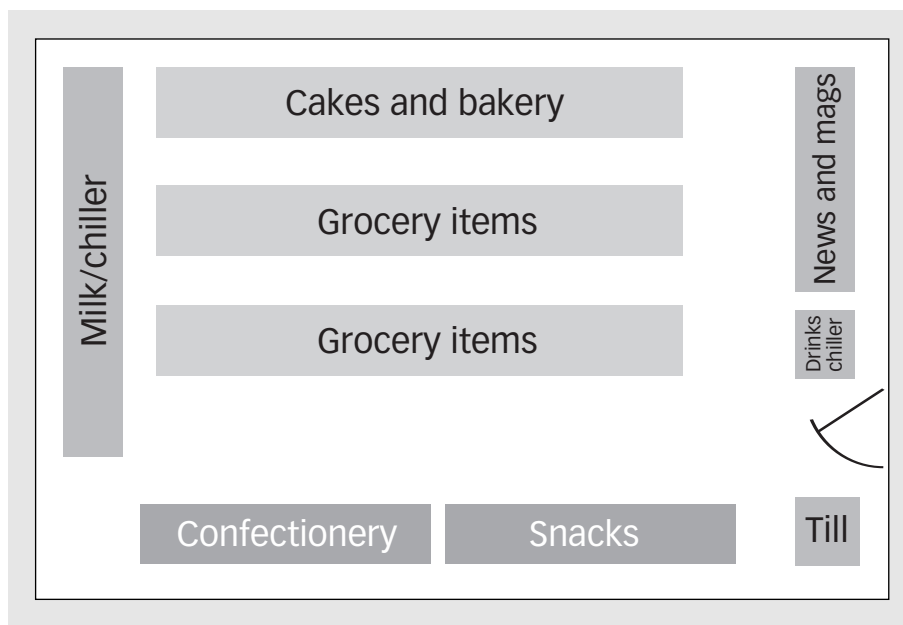 Cakes and bakery
News and mags
Milk/chiller
Grocery items
Grocery items
Drinks
chiller
Confectionery
Snacks
Till